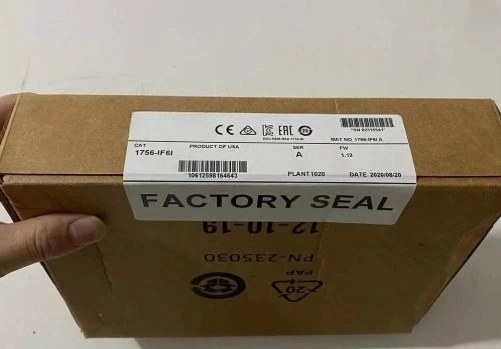 CE EAC
CAT PRODUCT OF USA SER FW MAT NO. 1756-IF6I A
1756-IF6I A 1.12
10612598164643 PLANT 1020 DATE 2020/08/20
FACTORY SEAL
12-10-19
PN-235030
PAP
20